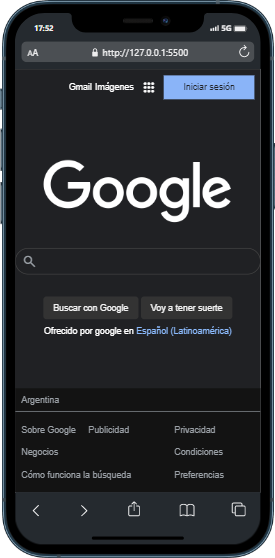 17:52 5G
AA http://127.0.0.1:5500
Gmail Imágenes Iniciar sesión
Google
Buscar con Google Voy a tener suerte
Ofrecido por google en Español (Latinoamérica)
Argentina
Sobre Google Publicidad Privacidad
Negocios Condiciones
Cómo funciona la búsqueda Preferencias